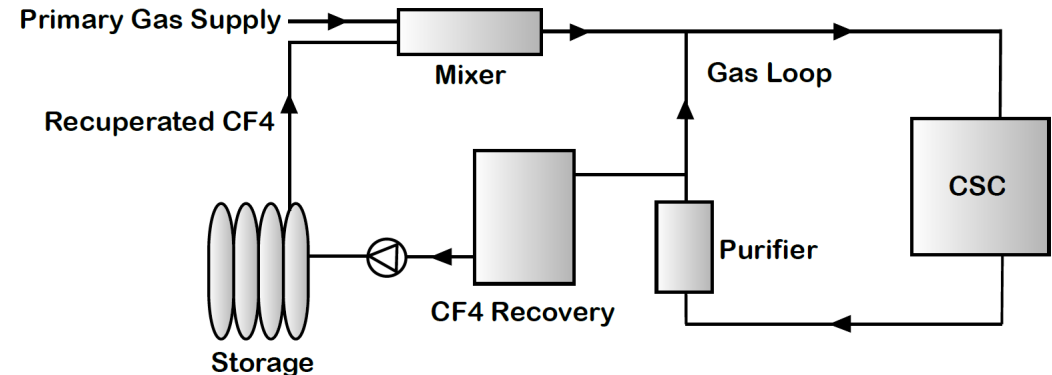 Primary Gas Supply
Mixer
Gas Loop
Recuperated CF4
CSC
Purifier
CF4 Recovery
Storage